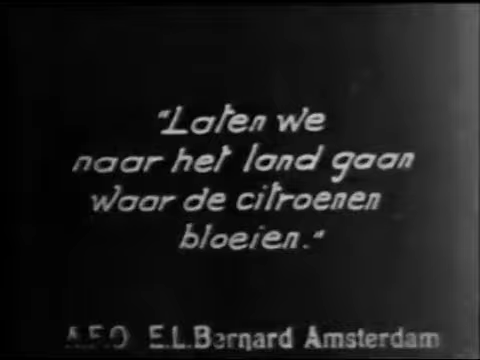 "Laten we
naar het land gaan
waar de citroenen
bloeien."
A.F.O E.L.Bernard Amsterdam